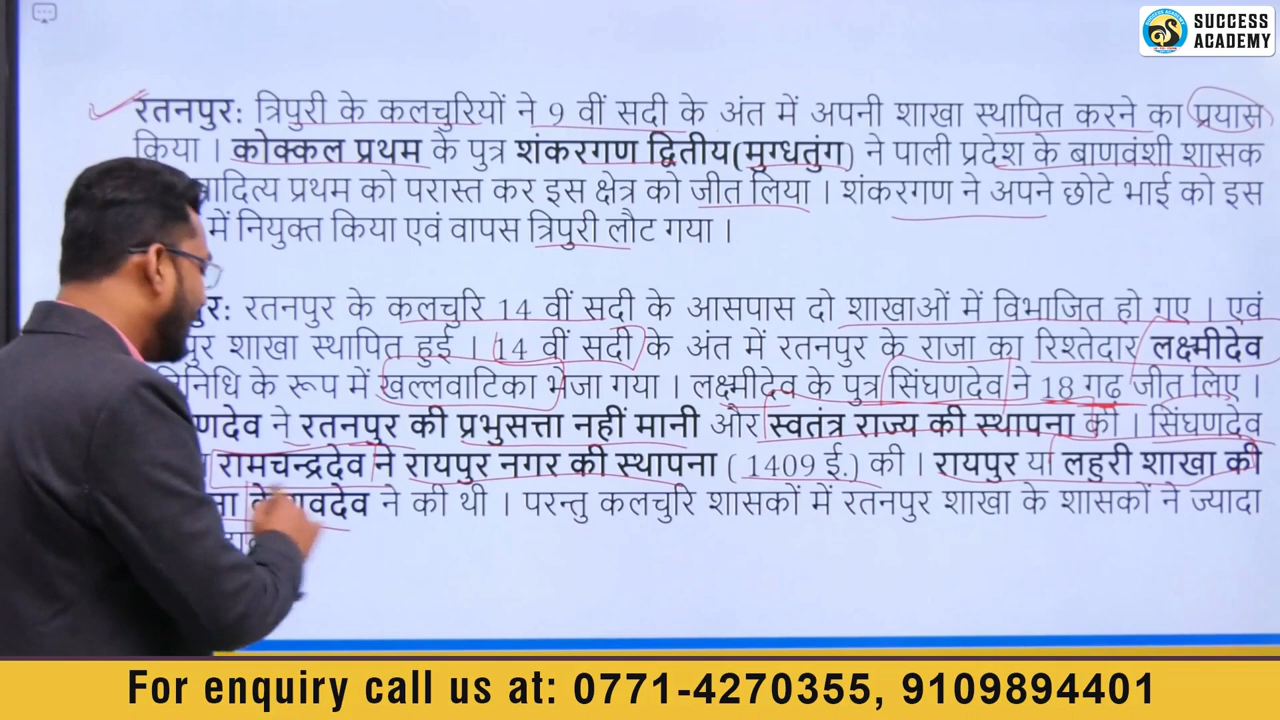 SUCCESS
ACADEMY
रतनपुर: त्रिपुरी के कलचुरियों ने 9 वीं सदी के अंत में अपनी शाखा स्थापित करने का प्रयास
किया । कोक्कल प्रथम के पुत्र शंकरगण द्वितीय(मुग्धतुंग) ने पाली प्रदेश के बाणवंशी शासक
प्रथम को परास्त कर इस क्षेत्र को जीत लिया । शंकरगण ने अपने छोटे भाई को इस
में नियुक्त किया एवं वापस त्रिपुरी लौट गया ।
रतनपुर के कलचुरि 14 वीं सदी के आसपास दो शाखाओं में विभाजित हो गए । एवं
शाखा स्थापित हुई । 14 वीं सदी के अंत में रतनपुर के राजा का रिश्तेदार लक्ष्मीदेव
के रूप में खल्लवाटिका भेजा गया । लक्ष्मीदेव के पुत्र सिंघणदेव ने 18 गढ़ जीत लिए ।
ने रतनपुर की प्रभुसत्ता नहीं मानी और स्वतंत्र राज्य की स्थापना की । सिंघणदेव
रामचन्द्रदेव ने रायपुर नगर की स्थापना ( 1409 ई.) की । रायपुर या लहुरी शाखा की
ने की थी । परन्तु कलचुरि शासकों में रतनपुर शाखा के शासकों ने ज्यादा
For enquiry call us at: 0771-4270355, 9109894401